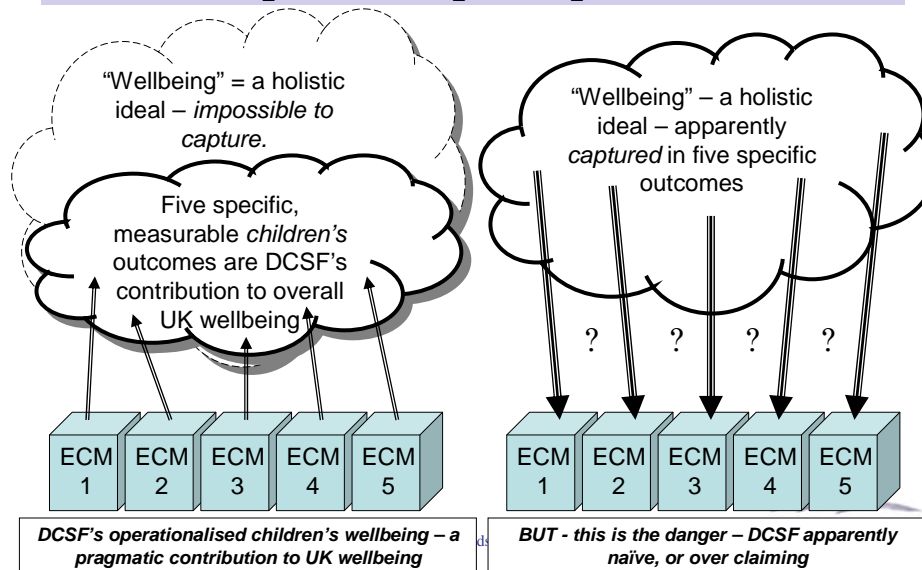 “Wellbeing” = a holistic
ideal – impossible to
capture.
Five specific,
measurable children’s
outcomes are DCSF’s
contribution to overall
UK wellbeing
ECM
1
ECM
2
ECM
3
ECM
4
ECM
5
DCSF’s operationalised children’s wellbeing – a
pragmatic contribution to UK wellbeing
“Wellbeing” – a holistic
ideal – apparently
captured in five specific
outcomes
? ? ? ?
ECM
1
ECM
2
ECM
3
ECM
4
ECM
5
BUT - this is the danger – DCSF apparently
naïve, or over claiming